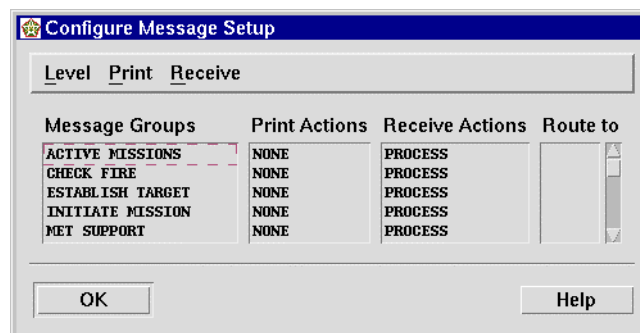 Configure Message Setup
Level Print Receive
Message Groups Print Actions Receive Actions Route to
ACTIVE MISSIONS NONE PROCESS
CHECK FIRE NONE PROCESS
ESTABLISH TARGET NONE PROCESS
INITIATE MISSION NONE PROCESS
MET SUPPORT NONE PROCESS
OK Help